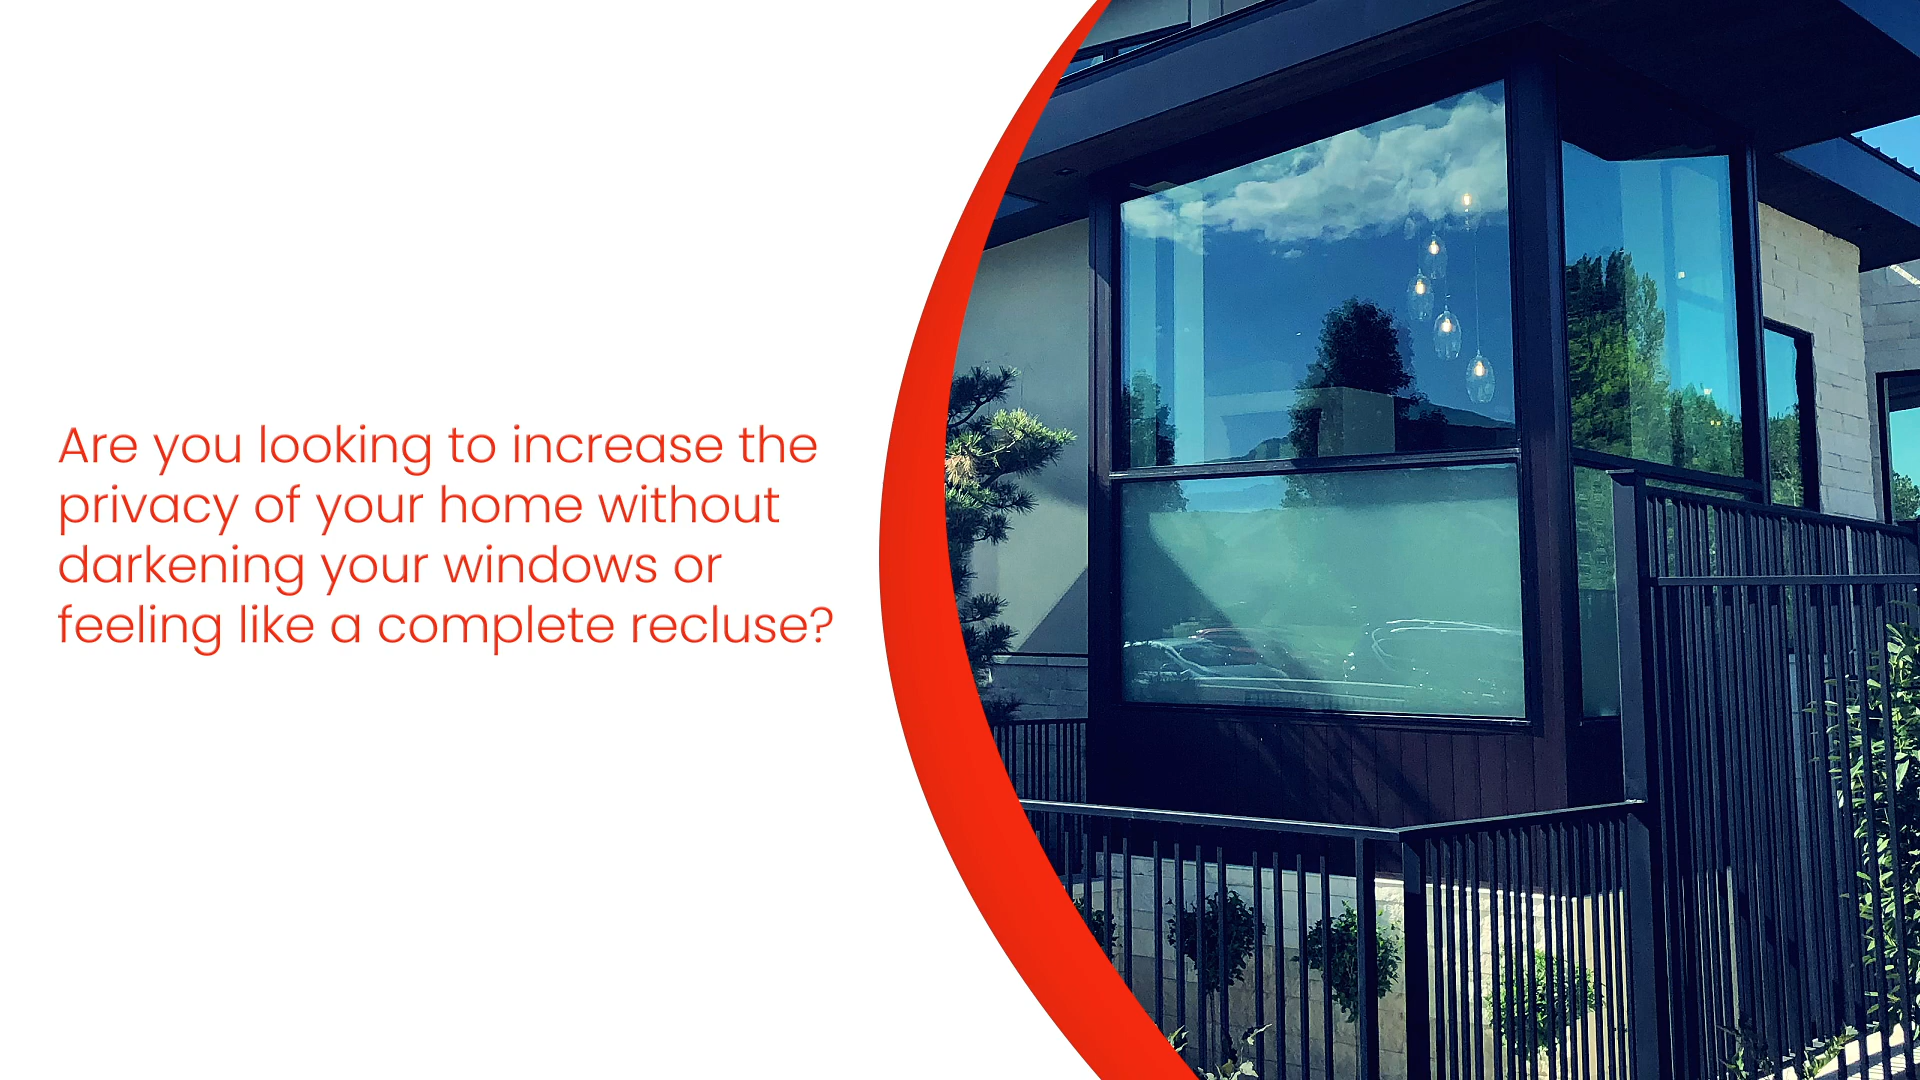 Are you looking to increase the
privacy of your home without
darkening your windows or
feeling like a complete recluse?